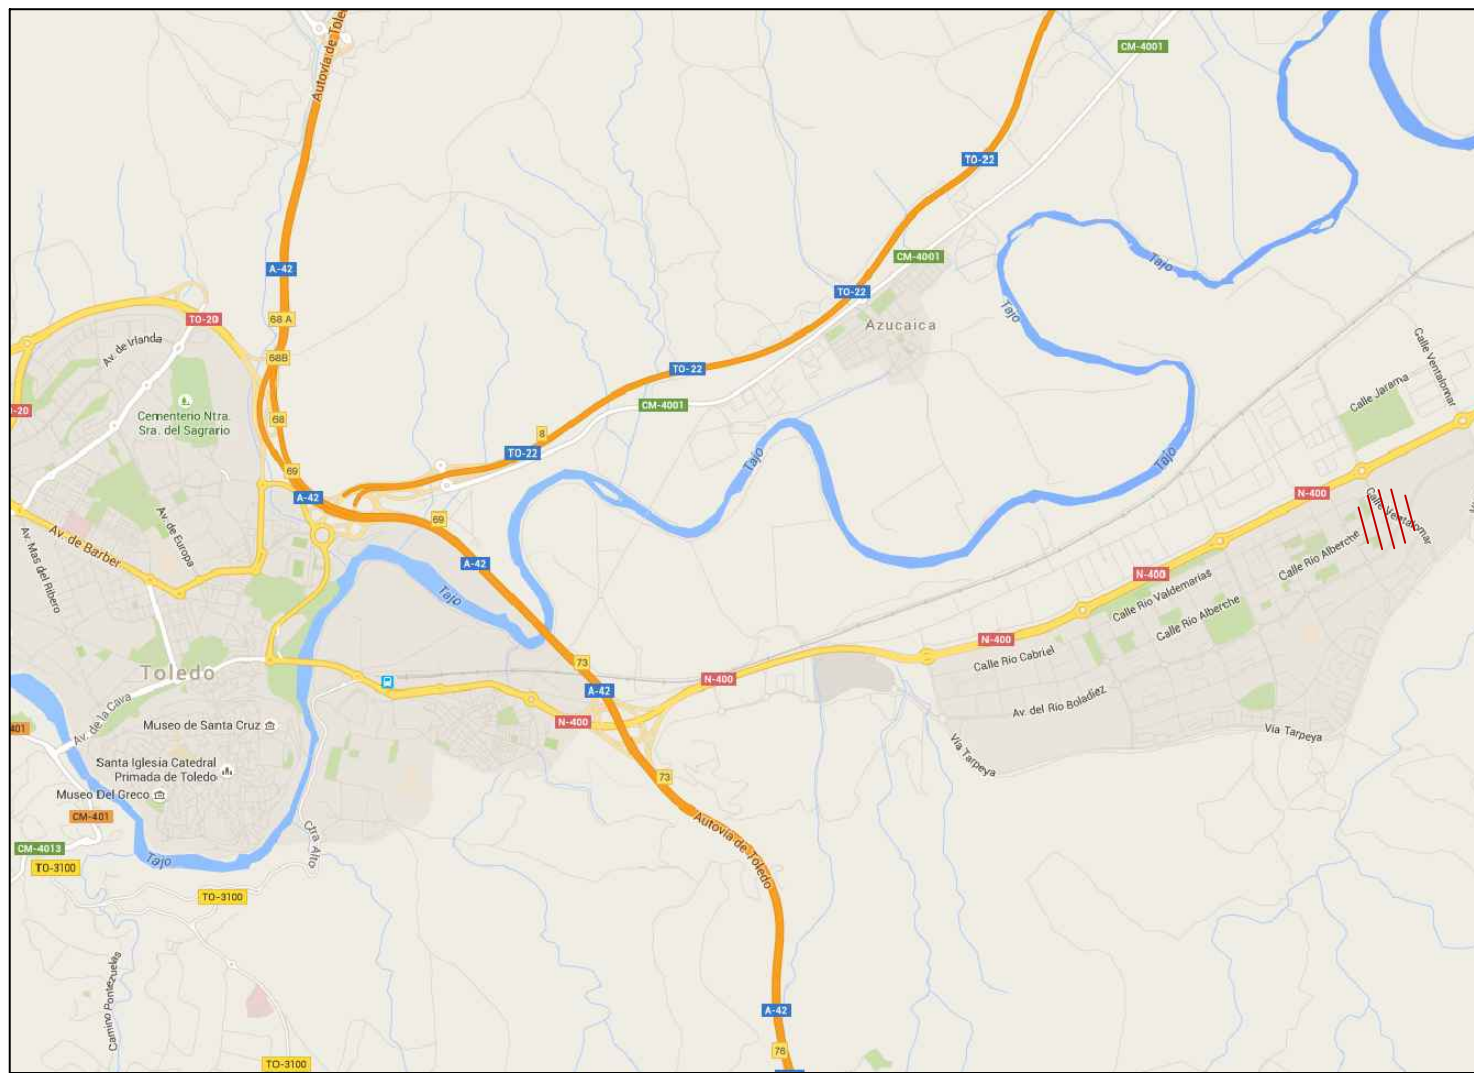 Autovía de Tole
CM-4001
TO-22
A-42
CM-4001
Tajo
TO-22
Tajo
TO-20
68 A
Azucaica
Av. de Irlanda
68B
TO-22
Calle Ventalomar
Calle Jarama
CM-4001
O-20
Cementerio Ntra.
Sra. del Sagrario
68
8
TO-22
Tajo
Tajo
69
A-42
N-400
69
Calle Ventalomar
Av. de Europa
Av. de Barber
Av. Mas del Ribero
A-42
Tajo
N-400
Calle Río Alberche
Calle Río Valdemarías
Calle Río Alberche
N-400
Calle Río Cabriel
Toledo
73
N-400
A-42
Av. de la Cava
Av. del Río Boladiez
Museo de Santa Cruz
N-400
401
Vía Tarpeya
Vía Tarpeya
Santa Iglesia Catedral
Primada de Toledo
73
Museo Del Greco
CM-401
Autovía de Toledo
Ctra. Alto
CM-4013
Tajo
TO-3100
TO-3100
Camino Pontezuelas
A-42
76
TO-3100